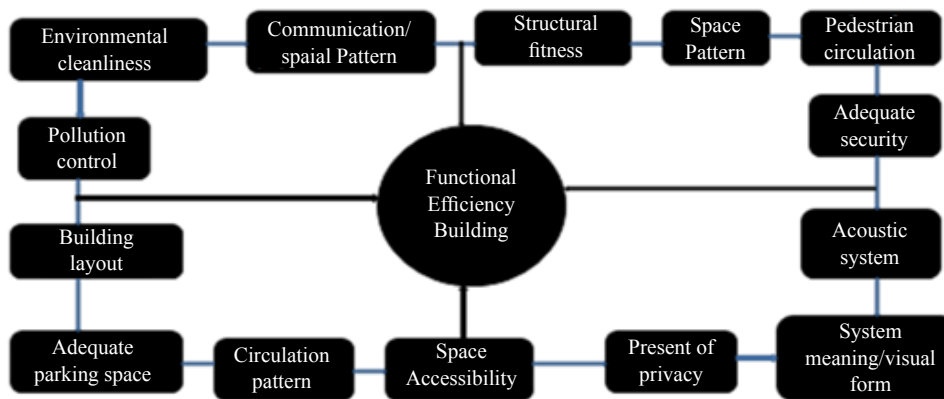 Environmental
cleanliness
Communication/
spaial Pattern
Structural
fitness
Space
Pattern
Pedestrian
circulation
Pollution
control
Adequate
security
Functional
Efficiency
Building
Building
layout
Acoustic
system
Adequate
parking space
Circulation
pattern
Space
Accessibility
Present of
privacy
System
meaning/visual
form